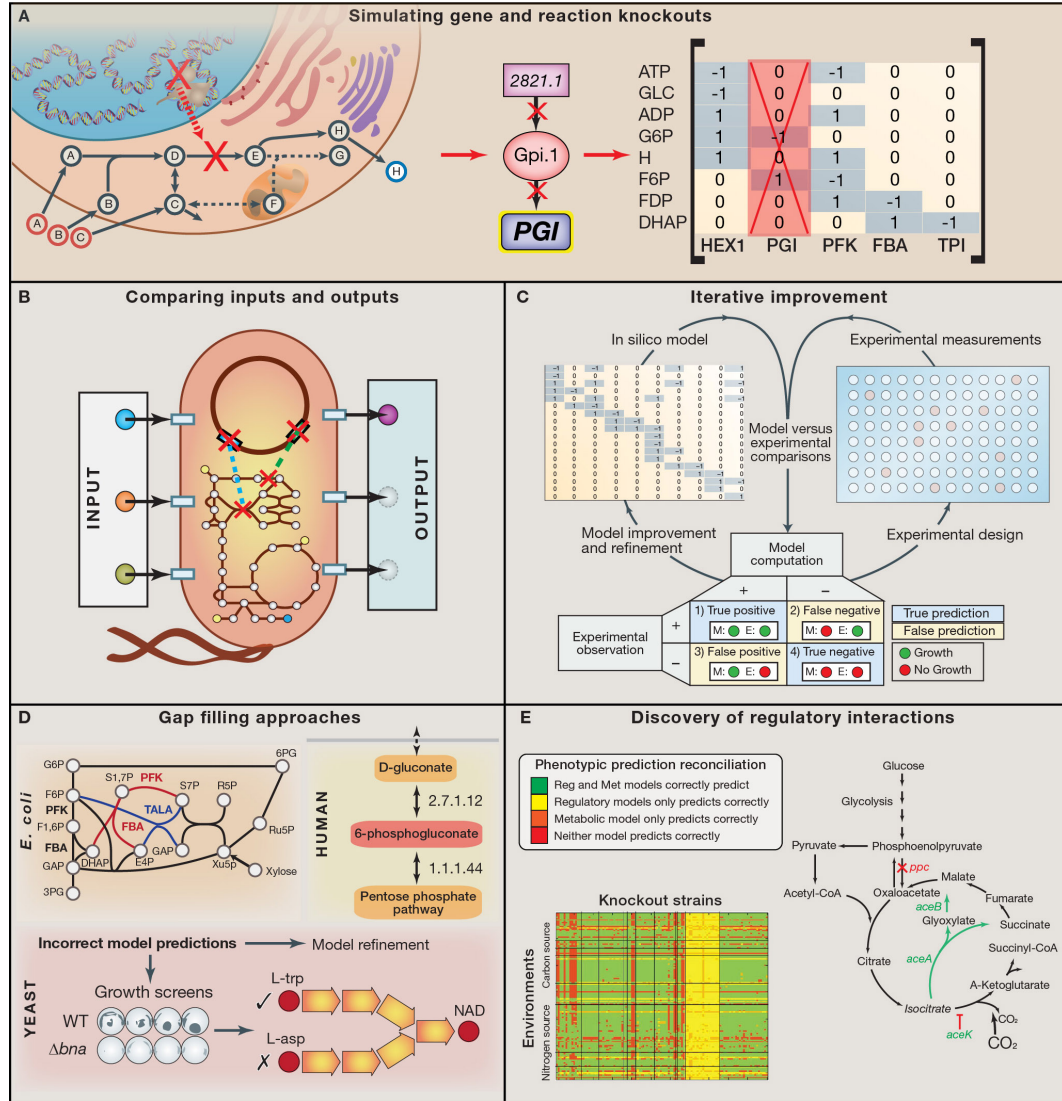 A
Simulating gene and reaction knockouts
A
B
C
D
B
C
E
F
H
G
H
2821.1
Gpi.1
PGI
ATP -1 0 -1 0 0
GLC -1 0 0 0 0
ADP 1 0 1 0 0
G6P 1 -1 0 0 0
H 1 0 1 0 0
F6P 0 1 -1 0 0
FDP 0 0 1 -1 0
DHAP 0 0 0 1 -1
HEX1 PGI PFK FBA TPI
B
Comparing inputs and outputs
INPUT
OUTPUT
C
Iterative improvement
In silico model
Experimental measurements
Model versus
experimental
comparisons
Model improvement
and refinement
Experimental design
Model
computation
+ −
Experimental
observation
+
−
1) True positive
M: E:
2) False negative
M: E:
3) False positive
M: E:
4) True negative
M: E:
True prediction
False prediction
Growth
No Growth
D
Gap filling approaches
E. coli
G6P
F6P
PFK
F1,6P
FBA
GAP
3PG
S1,7P
PFK
S7P
R5P
6PG
TALA
FBA
DHAP
E4P
GAP
Xu5p
Ru5P
Xylose
HUMAN
D-gluconate
2.7.1.12
6-phosphogluconate
1.1.1.44
Pentose phosphate
pathway
YEAST
Incorrect model predictions
Model refinement
Growth screens
WT
Δbna
L-trp
✓
L-asp
✗
NAD
E
Discovery of regulatory interactions
Phenotypic prediction reconciliation
Reg and Met models correctly predict
Regulatory models only predicts correctly
Metabolic model only predicts correctly
Neither model predicts correctly
Knockout strains
Environments
Carbon source
Nitrogen source
Glucose
Glycolysis
Pyruvate
Phosphoenolpyruvate
ppc
Acetyl-CoA
Oxaloacetate
Malate
aceB
Fumarate
Glyoxylate
Succinate
Citrate
aceA
Succinyl-CoA
A-Ketoglutarate
Isocitrate
aceK
CO₂
CO₂